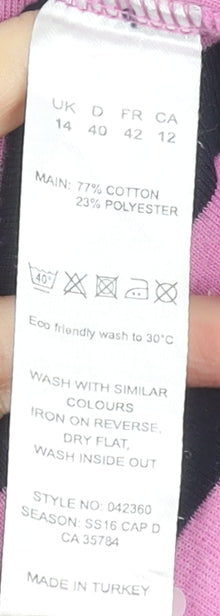 UK D FR CA
14 40 42 12
MAIN: 77% COTTON
23% POLYESTER
40°
Eco friendly wash to 30°C
WASH WITH SIMILAR
COLOURS
IRON ON REVERSE,
DRY FLAT,
WASH INSIDE OUT
STYLE NO: 042360
SEASON: SS16 CAP D
CA 35784
MADE IN TURKEY